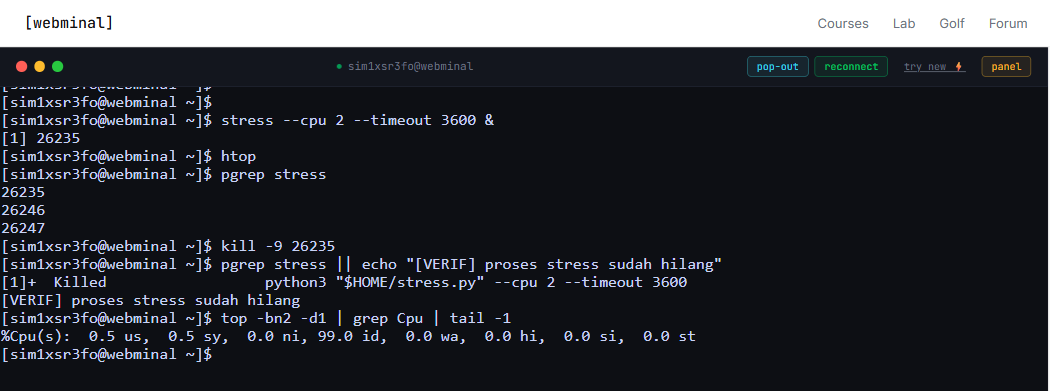 [webminal]
Courses Lab Golf Forum
sim1xsr3fo@webminal pop-out reconnect try new panel
[sim1xsr3fo@webminal ~]$
[sim1xsr3fo@webminal ~]$
[sim1xsr3fo@webminal ~]$ stress --cpu 2 --timeout 3600 &
[1] 26235
[sim1xsr3fo@webminal ~]$ htop
[sim1xsr3fo@webminal ~]$ pgrep stress
26235
26246
26247
[sim1xsr3fo@webminal ~]$ kill -9 26235
[sim1xsr3fo@webminal ~]$ pgrep stress || echo "[VERIF] proses stress sudah hilang"
[1]+  Killed                  python3 "$HOME/stress.py" --cpu 2 --timeout 3600
[VERIF] proses stress sudah hilang
[sim1xsr3fo@webminal ~]$ top -bn2 -d1 | grep Cpu | tail -1
%Cpu(s):  0.5 us,  0.5 sy,  0.0 ni, 99.0 id,  0.0 wa,  0.0 hi,  0.0 si,  0.0 st
[sim1xsr3fo@webminal ~]$